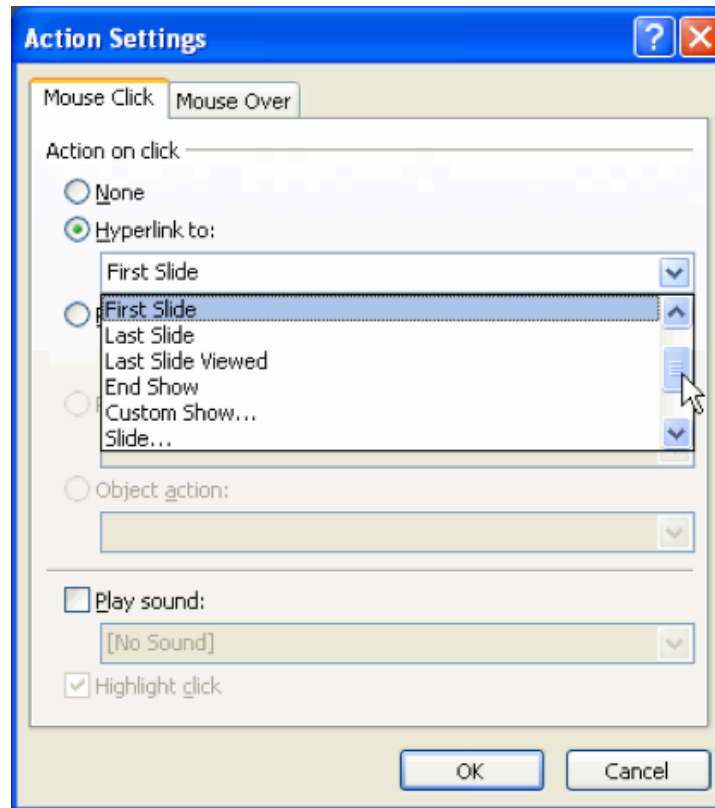 Action Settings
Mouse Click Mouse Over
Action on click
None
Hyperlink to:
First Slide
First Slide
Last Slide
Last Slide Viewed
End Show
Custom Show...
Slide...
Object action:
Play sound:
[No Sound]
Highlight click
OK Cancel